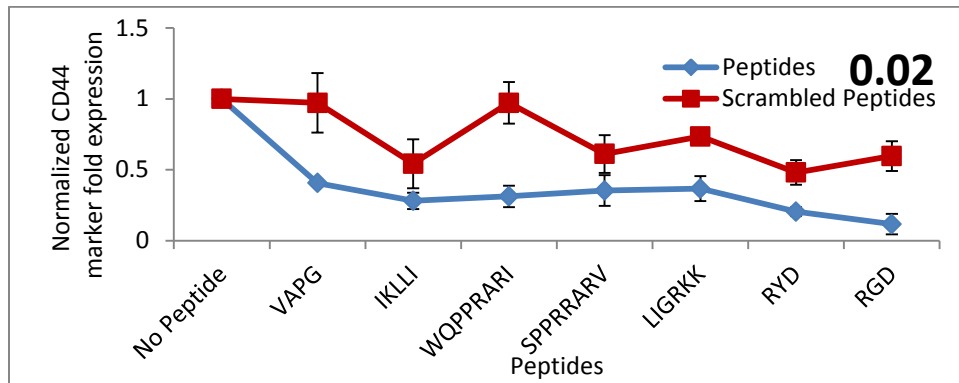 1.5
1
0.5
0
Normalized CD44
marker fold expression
Peptides
Scrambled Peptides
0.02
No Peptide
VAPG
IKLLI
WQPPRARI
SPPRRARV
LIGRKK
RYD
RGD
Peptides